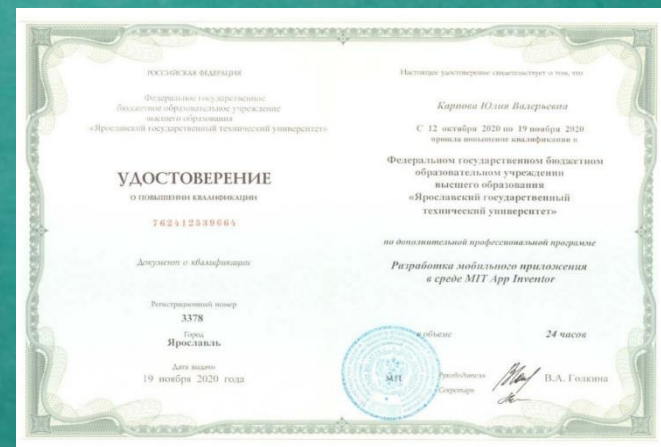 РОССИЙСКАЯ ФЕДЕРАЦИЯ
Федеральное государственное
бюджетное образовательное учреждение
высшего образования
«Ярославский государственный технический университет»
УДОСТОВЕРЕНИЕ
О ПОВЫШЕНИИ КВАЛИФИКАЦИИ
762412539664
Документ о квалификации
Регистрационный номер
3378
Город
Ярославль
Дата выдачи
19 ноября 2020 года
Настоящее удостоверение свидетельствует о том, что
Карпова Юлия Валерьевна
С 12 октября 2020 по 19 ноября 2020
прошла повышение квалификации в
Федеральном государственном бюджетном
образовательном учреждении
высшего образования
«Ярославский государственный
технический университет»
по дополнительной профессиональной программе
Разработка мобильного приложения
в среде MIT App Inventor
в объеме 24 часов
М.П. Руководитель В.А. Голкина
Секретарь